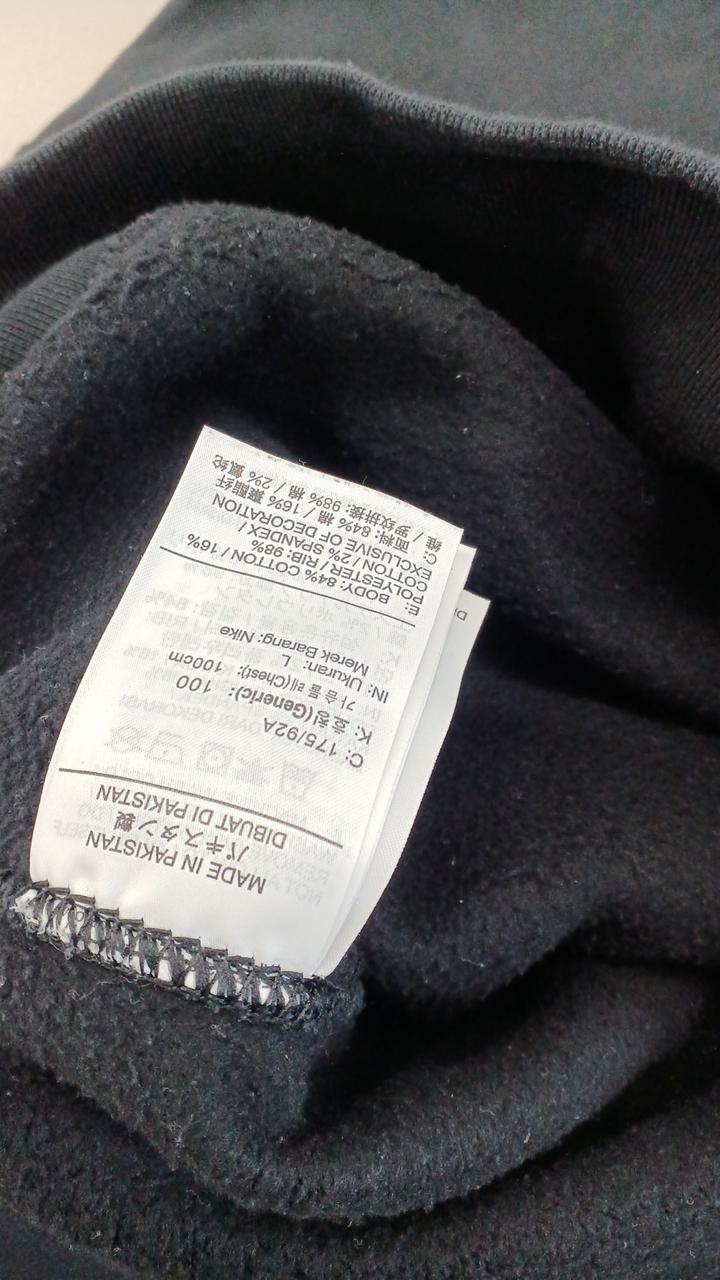 MADE IN PAKISTAN
パキスタン製
DIBUAT DI PAKISTAN
C: 175/92A
K: 호칭(Generic): 100
가슴둘레(Chest): 100cm
IN: Ukuran: L
Merek Barang: Nike
E:
BODY: 84% COTTON / 16%
POLYESTER / RIB: 98%
COTTON / 2% SPANDEX /
EXCLUSIVE OF DECORATION
C: 面料: 84% 棉 / 16% 聚酯纤
维 / 罗纹拼接: 98% 棉 / 2% 氨纶